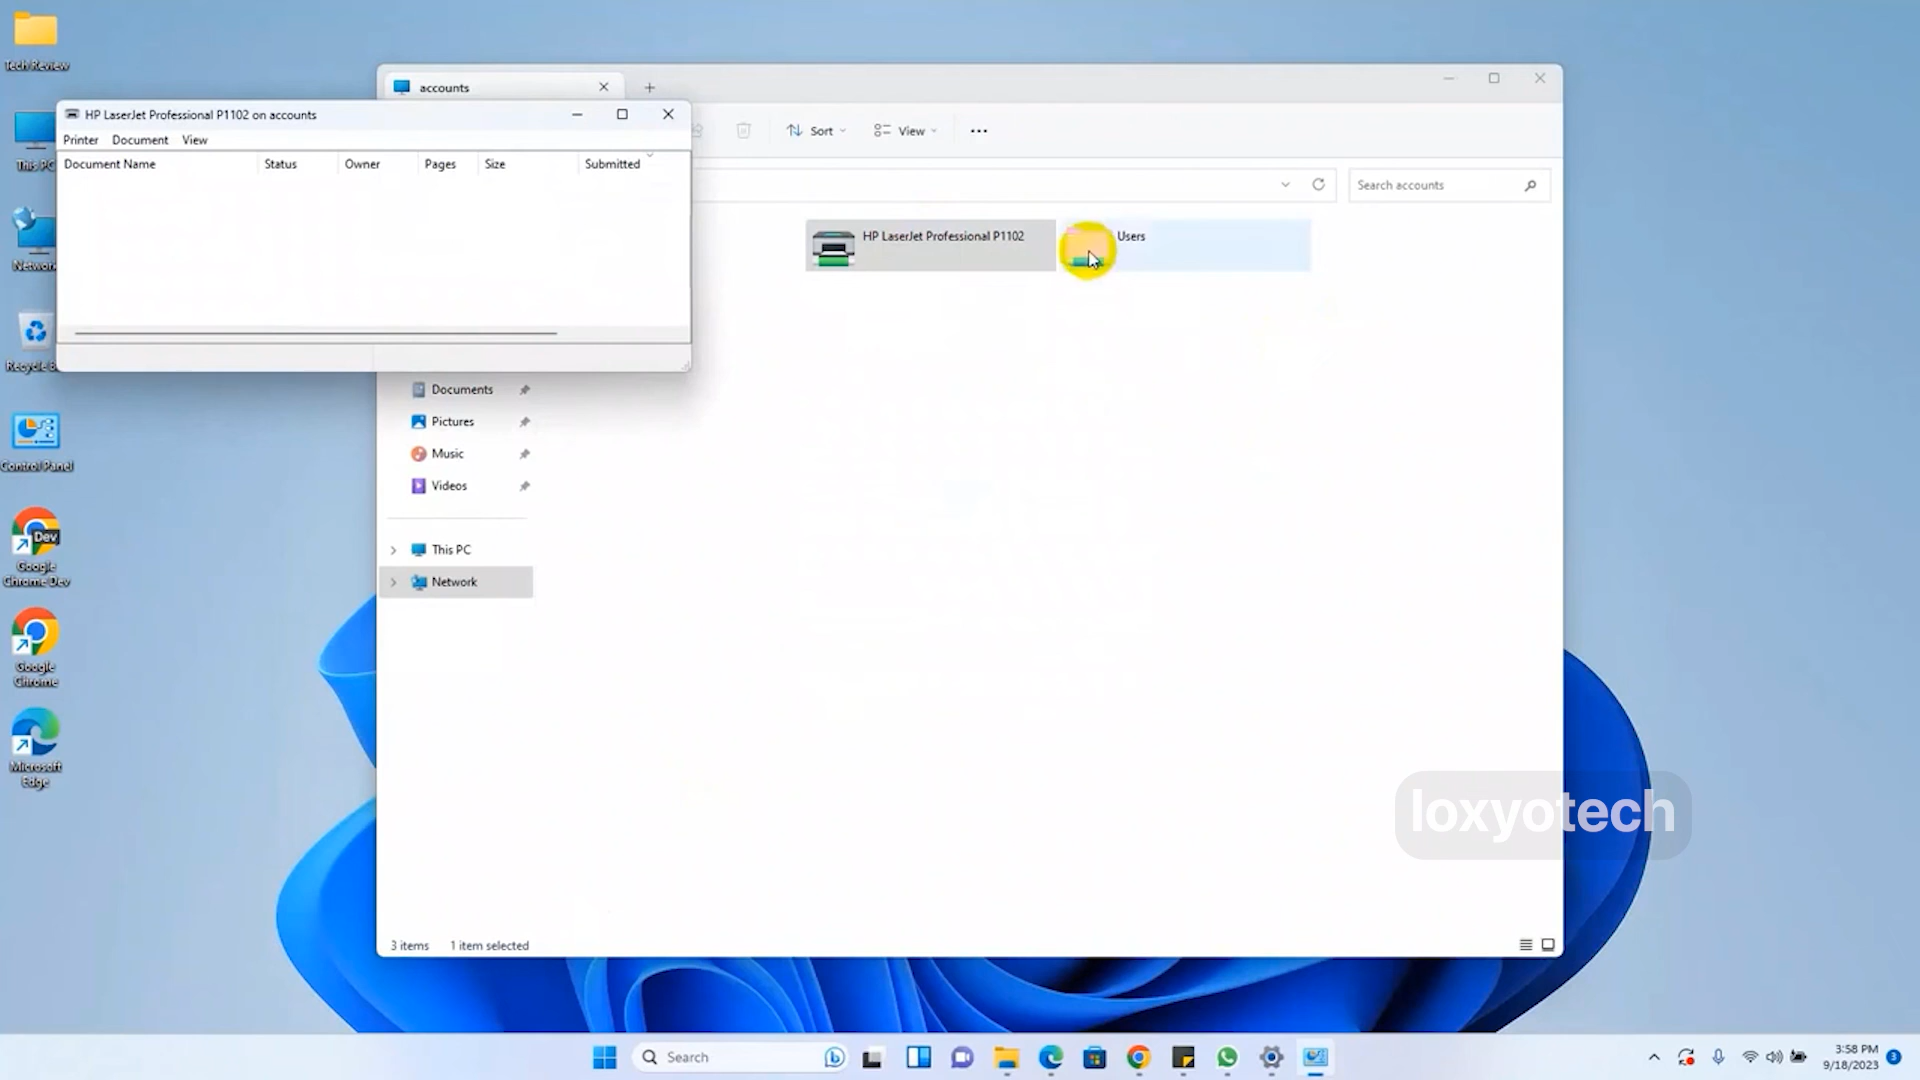 Tech Review
This PC
Network
Control Panel
Dev
Google
Chrome Dev
Google
Chrome
Microsoft
Edge
accounts
HP LaserJet Professional P1102 on accounts
Printer Document View
Document Name Status Owner Pages Size Submitted
Sort View
Search accounts
HP LaserJet Professional P1102
Users
Documents
Pictures
Music
Videos
This PC
Network
3 items 1 item selected
loxyotech
Search
3:58 PM
9/18/2023
3